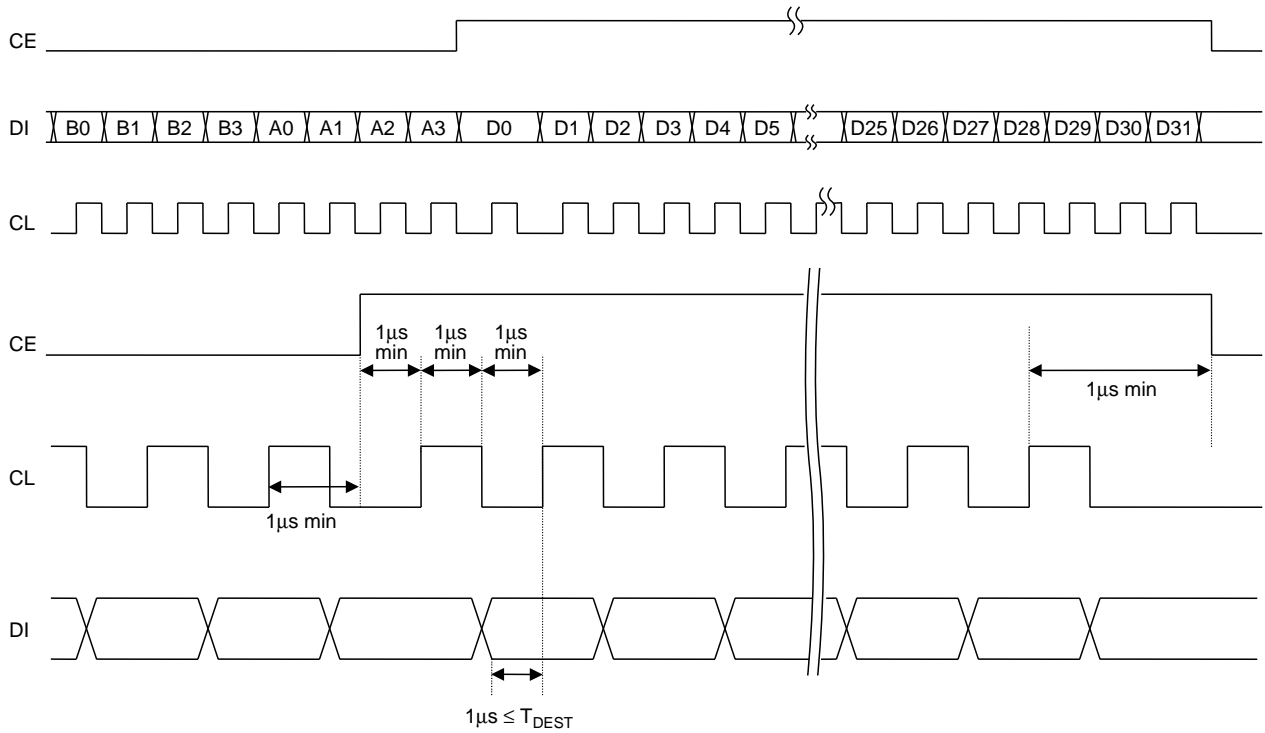 CE
DI B0 B1 B2 B3 A0 A1 A2 A3 D0 D1 D2 D3 D4 D5 D25 D26 D27 D28 D29 D30 D31
CL
CE
1μs min
1μs min
1μs min
1μs min
CL
1μs min
DI
1μs ≤ TDEST